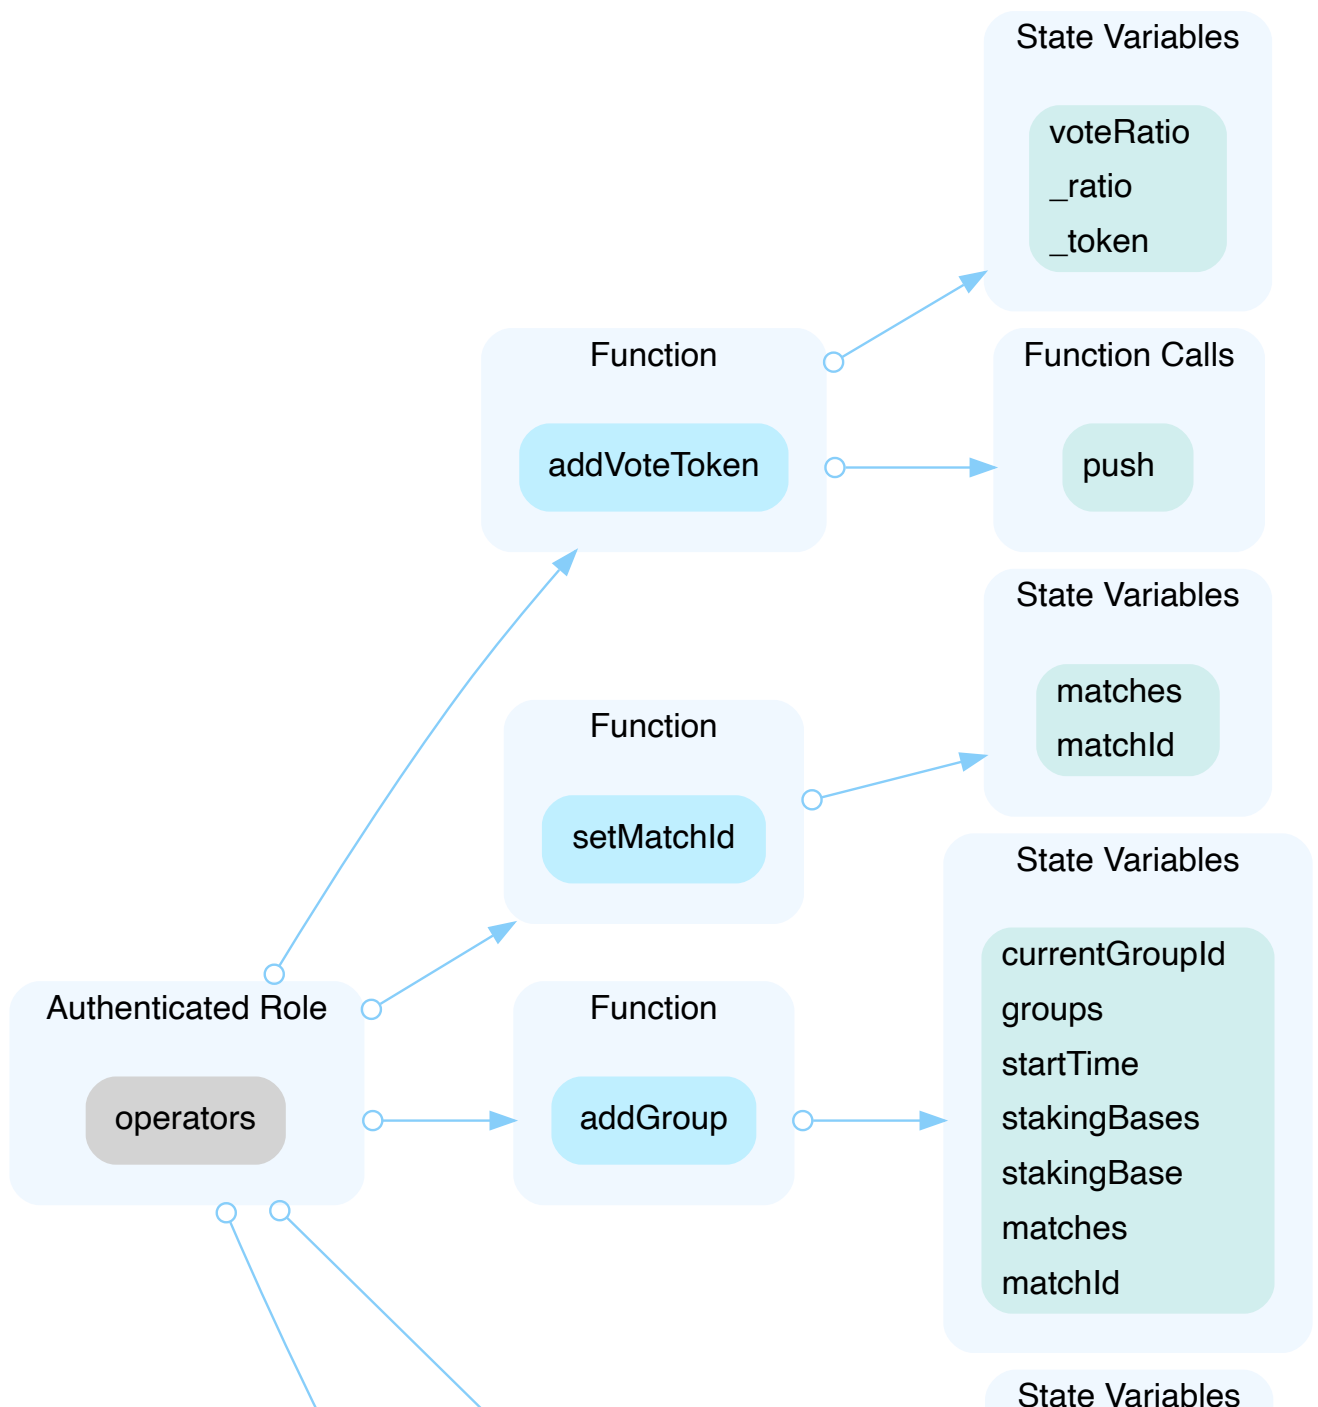 State Variables
voteRatio
_ratio
_token
Function
addVoteToken
Function Calls
push
State Variables
matches
matchId
Function
setMatchId
State Variables
currentGroupId
groups
startTime
stakingBases
stakingBase
matches
matchId
Authenticated Role
operators
Function
addGroup
State Variables